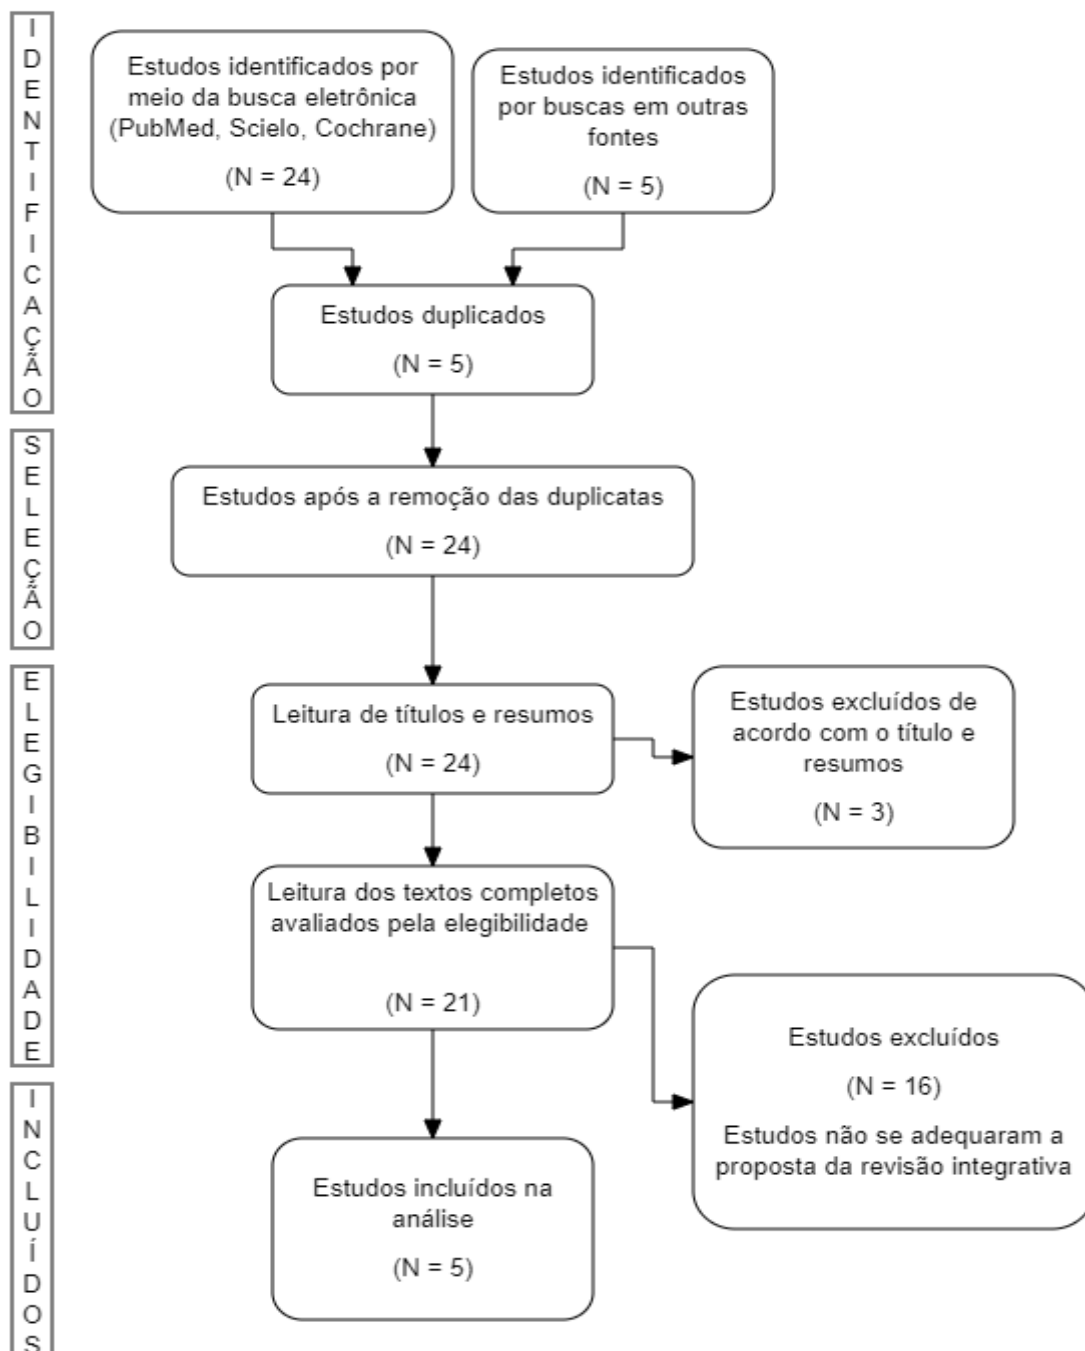 IDENTIFICAÇÃO
Estudos identificados por
meio da busca eletrônica
(PubMed, Scielo, Cochrane)
(N = 24)
Estudos identificados
por buscas em outras
fontes
(N = 5)
Estudos duplicados
(N = 5)
SELEÇÃO
Estudos após a remoção das duplicatas
(N = 24)
ELEGIBILIDADE
Leitura de títulos e resumos
(N = 24)
Estudos excluídos de
acordo com o título e
resumos
(N = 3)
Leitura dos textos completos
avaliados pela elegibilidade
(N = 21)
Estudos excluídos
(N = 16)
Estudos não se adequaram a
proposta da revisão integrativa
INCLUÍDOS
Estudos incluídos na
análise
(N = 5)